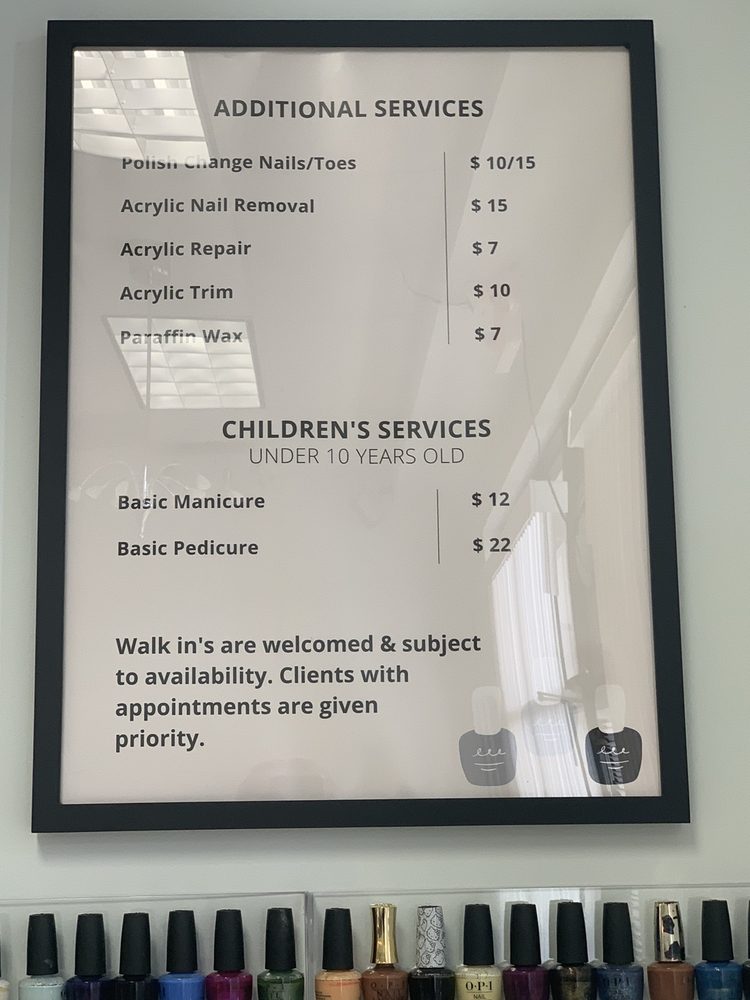 ADDITIONAL SERVICES
Polish Change Nails/Toes $ 10/15
Acrylic Nail Removal $ 15
Acrylic Repair $ 7
Acrylic Trim $ 10
Paraffin Wax $ 7
CHILDREN'S SERVICES
UNDER 10 YEARS OLD
Basic Manicure $ 12
Basic Pedicure $ 22
Walk in's are welcomed & subject
to availability. Clients with
appointments are given
priority.
O·P·I
NAIL